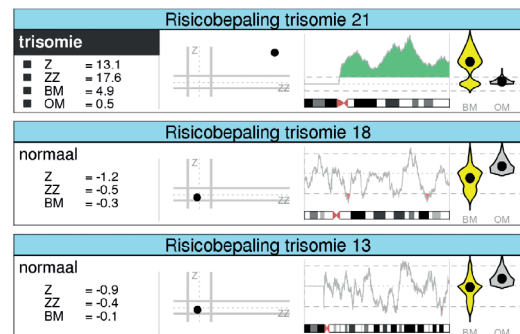 Risicobepaling trisomie 21
trisomie
Z = 13.1
ZZ = 17.6
BM = 4.9
OM = 0.5
Z
ZZ
BM OM
Risicobepaling trisomie 18
normaal
Z = -1.2
ZZ = -0.5
BM = -0.3
Z
ZZ
BM OM
Risicobepaling trisomie 13
normaal
Z = -0.9
ZZ = -0.4
BM = -0.1
Z
ZZ
BM OM